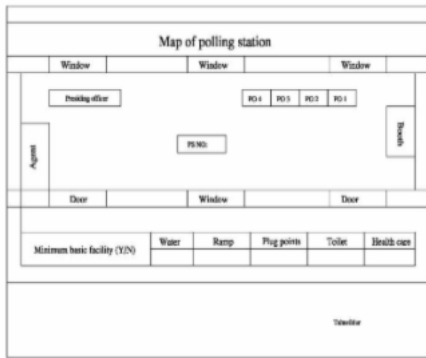 Map of polling station
Window Window Window
Presiding officer PO 4 PO 3 PO 2 PO 1
Agent
PS NO:
Booth
Door Window Door
Minimum basic facility (Y/N) Water Ramp Plug points Toilet Health care